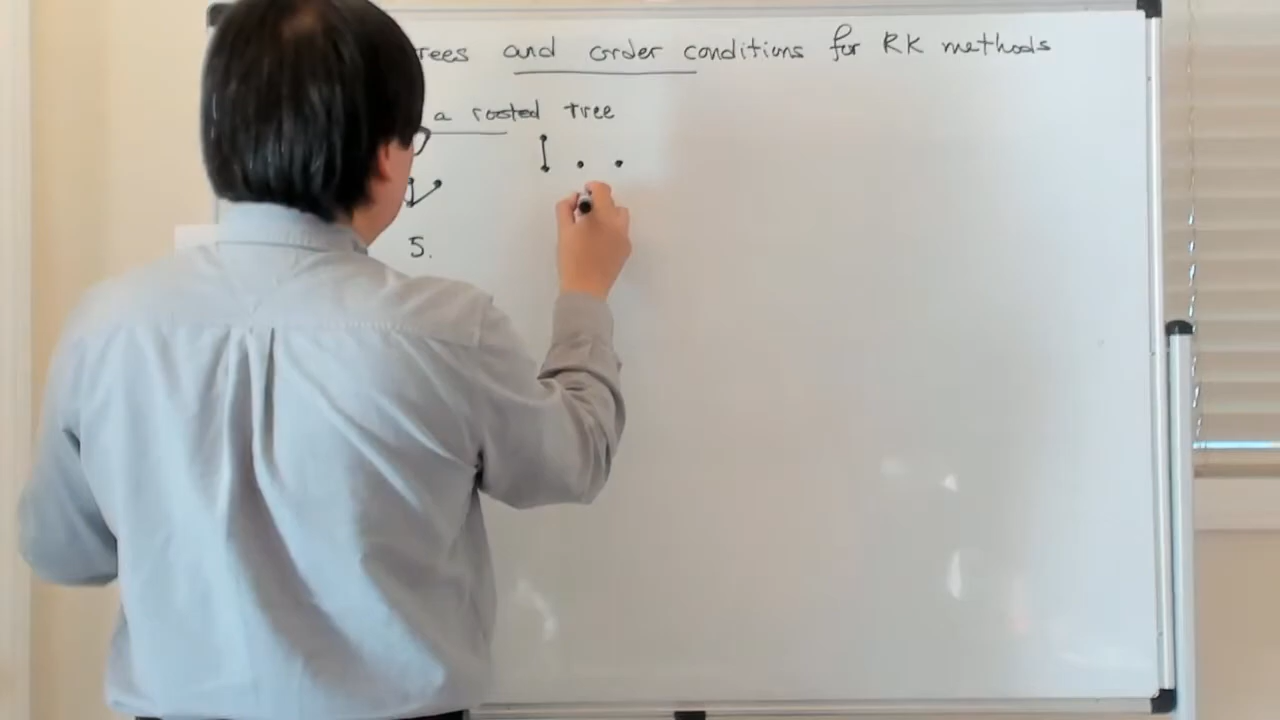 rees and order conditions for RK methods
a rooted tree
5.